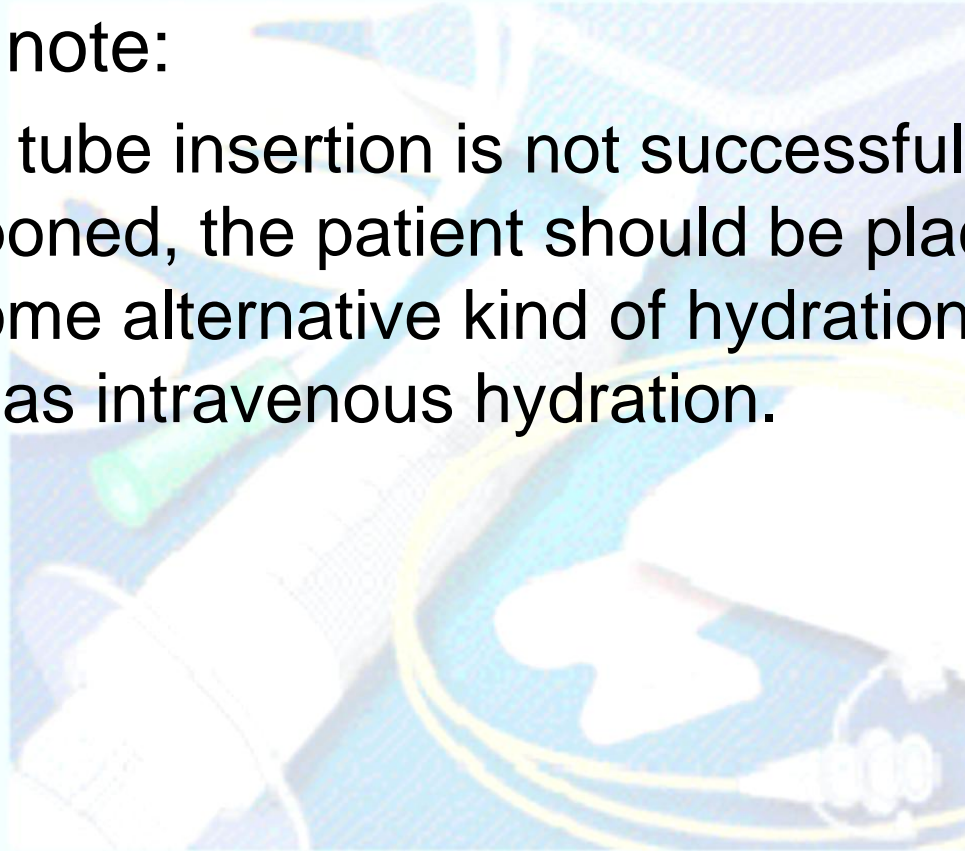 note:
tube insertion is not successful
poned, the patient should be pla
ome alternative kind of hydration
as intravenous hydration.